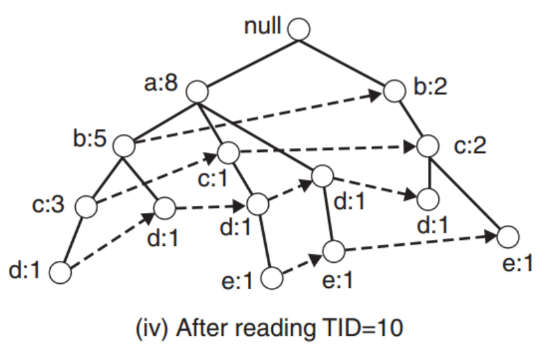 null
a:8
b:2
b:5
c:2
c:1
c:3
d:1
d:1
d:1
d:1
d:1
e:1
e:1
e:1
(iv) After reading TID=10